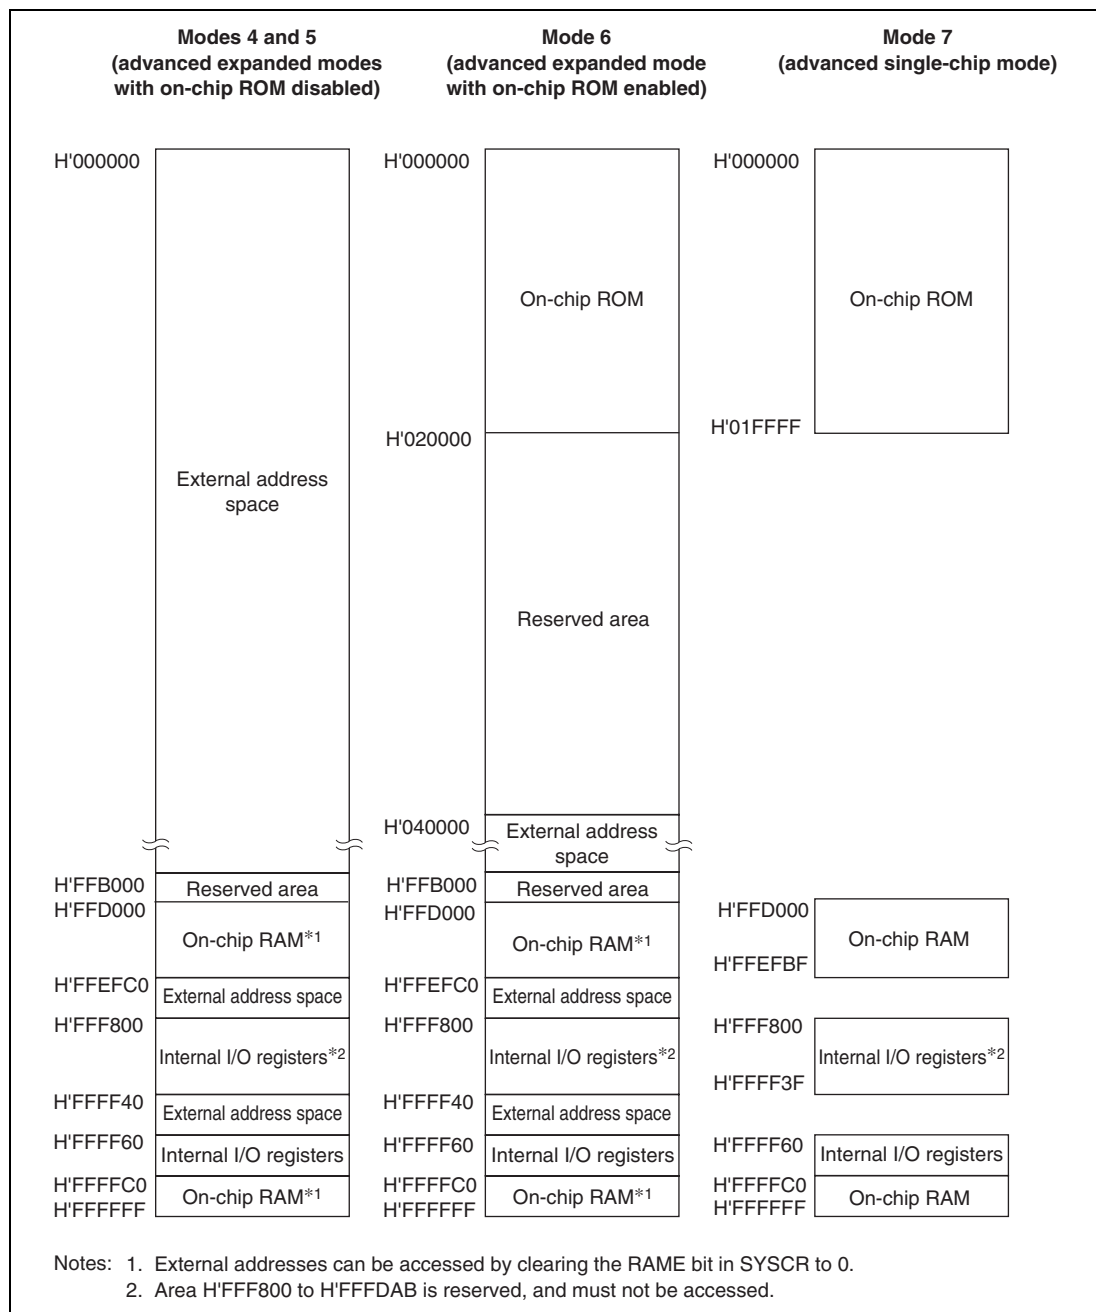 Modes 4 and 5
(advanced expanded modes
with on-chip ROM disabled)
Mode 6
(advanced expanded mode
with on-chip ROM enabled)
Mode 7
(advanced single-chip mode)
H'000000
External address
space
H'FFB000
Reserved area
H'FFD000
On-chip RAM*1
H'FFEFC0
External address space
H'FFF800
Internal I/O registers*2
H'FFFF40
External address space
H'FFFF60
Internal I/O registers
H'FFFFC0
On-chip RAM*1
H'FFFFFF
H'000000
On-chip ROM
H'020000
Reserved area
H'040000
External address
space
H'FFB000
Reserved area
H'FFD000
On-chip RAM*1
H'FFEFC0
External address space
H'FFF800
Internal I/O registers*2
H'FFFF40
External address space
H'FFFF60
Internal I/O registers
H'FFFFC0
On-chip RAM*1
H'FFFFFF
H'000000
On-chip ROM
H'01FFFF
H'FFD000
On-chip RAM
H'FFEFBF
H'FFF800
Internal I/O registers*2
H'FFFF3F
H'FFFF60
Internal I/O registers
H'FFFFC0
On-chip RAM
H'FFFFFF
Notes: 1. External addresses can be accessed by clearing the RAME bit in SYSCR to 0.
2. Area H'FFF800 to H'FFFDAB is reserved, and must not be accessed.